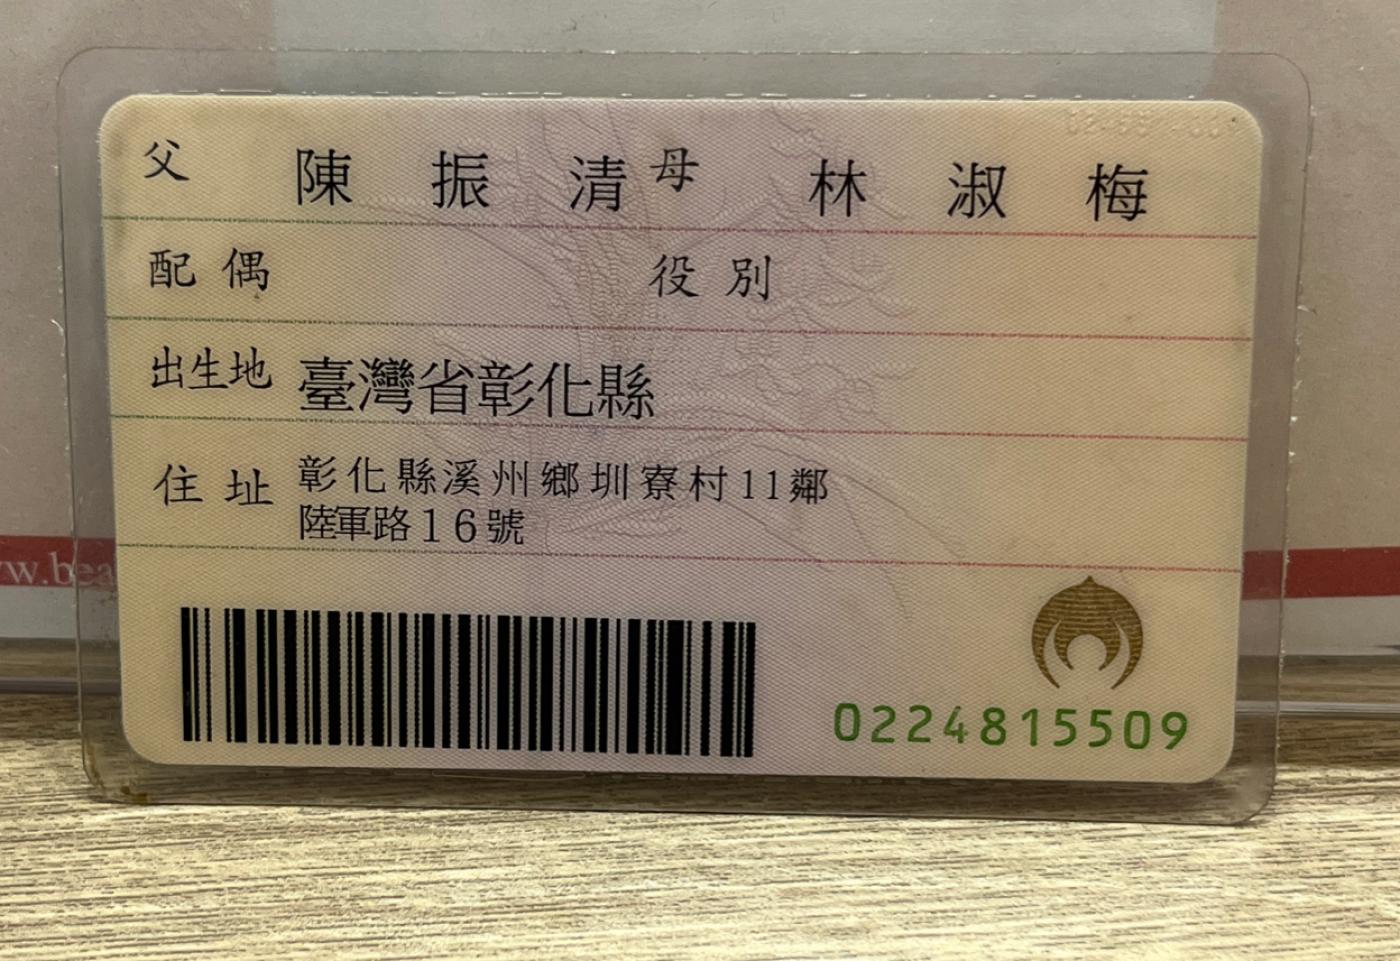 父 陳振清 母 林淑梅
配偶 役別
出生地 臺灣省彰化縣
住址 彰化縣溪州鄉圳寮村11鄰
陸軍路16號
0224815509